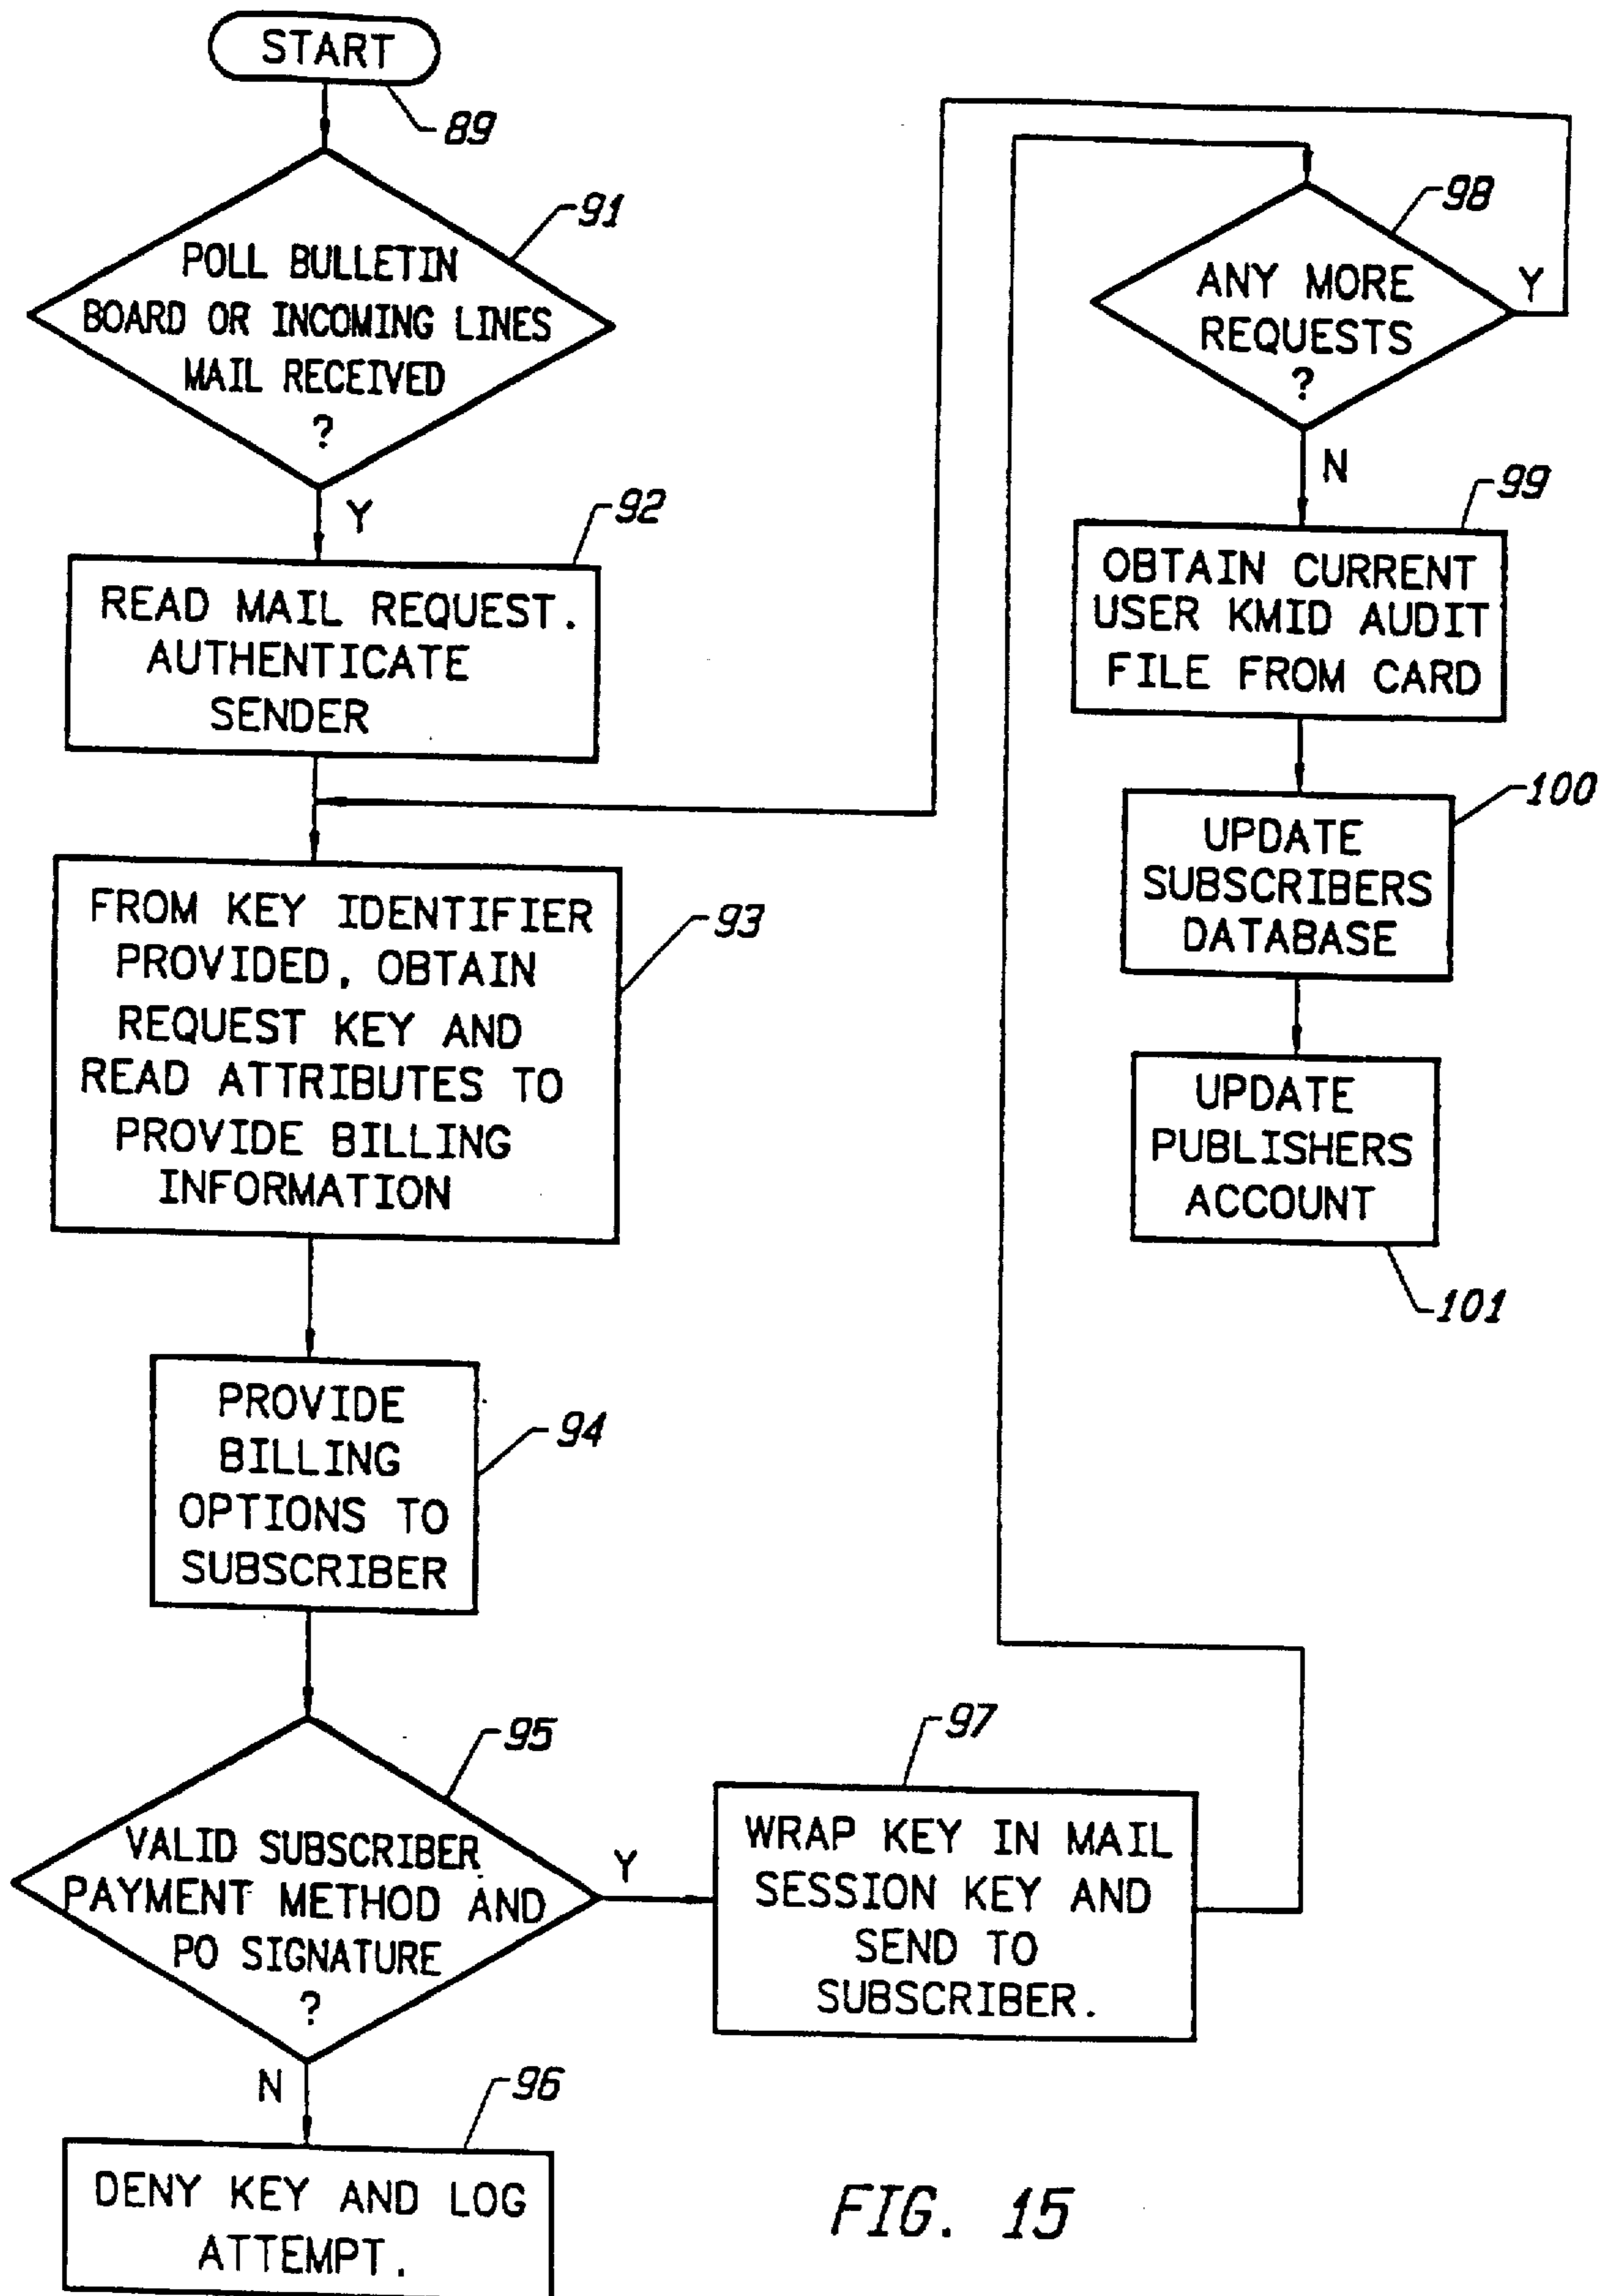 START
89
POLL BULLETIN
BOARD OR INCOMING LINES
MAIL RECEIVED
?
91
Y
READ MAIL REQUEST.
AUTHENTICATE
SENDER
92
FROM KEY IDENTIFIER
PROVIDED, OBTAIN
REQUEST KEY AND
READ ATTRIBUTES TO
PROVIDE BILLING
INFORMATION
93
PROVIDE
BILLING
OPTIONS TO
SUBSCRIBER
94
VALID SUBSCRIBER
PAYMENT METHOD AND
PO SIGNATURE
?
95
Y
N
DENY KEY AND LOG
ATTEMPT.
96
WRAP KEY IN MAIL
SESSION KEY AND
SEND TO
SUBSCRIBER.
97
ANY MORE
REQUESTS
?
98
Y
N
OBTAIN CURRENT
USER KMID AUDIT
FILE FROM CARD
99
UPDATE
SUBSCRIBERS
DATABASE
100
UPDATE
PUBLISHERS
ACCOUNT
101
FIG. 15